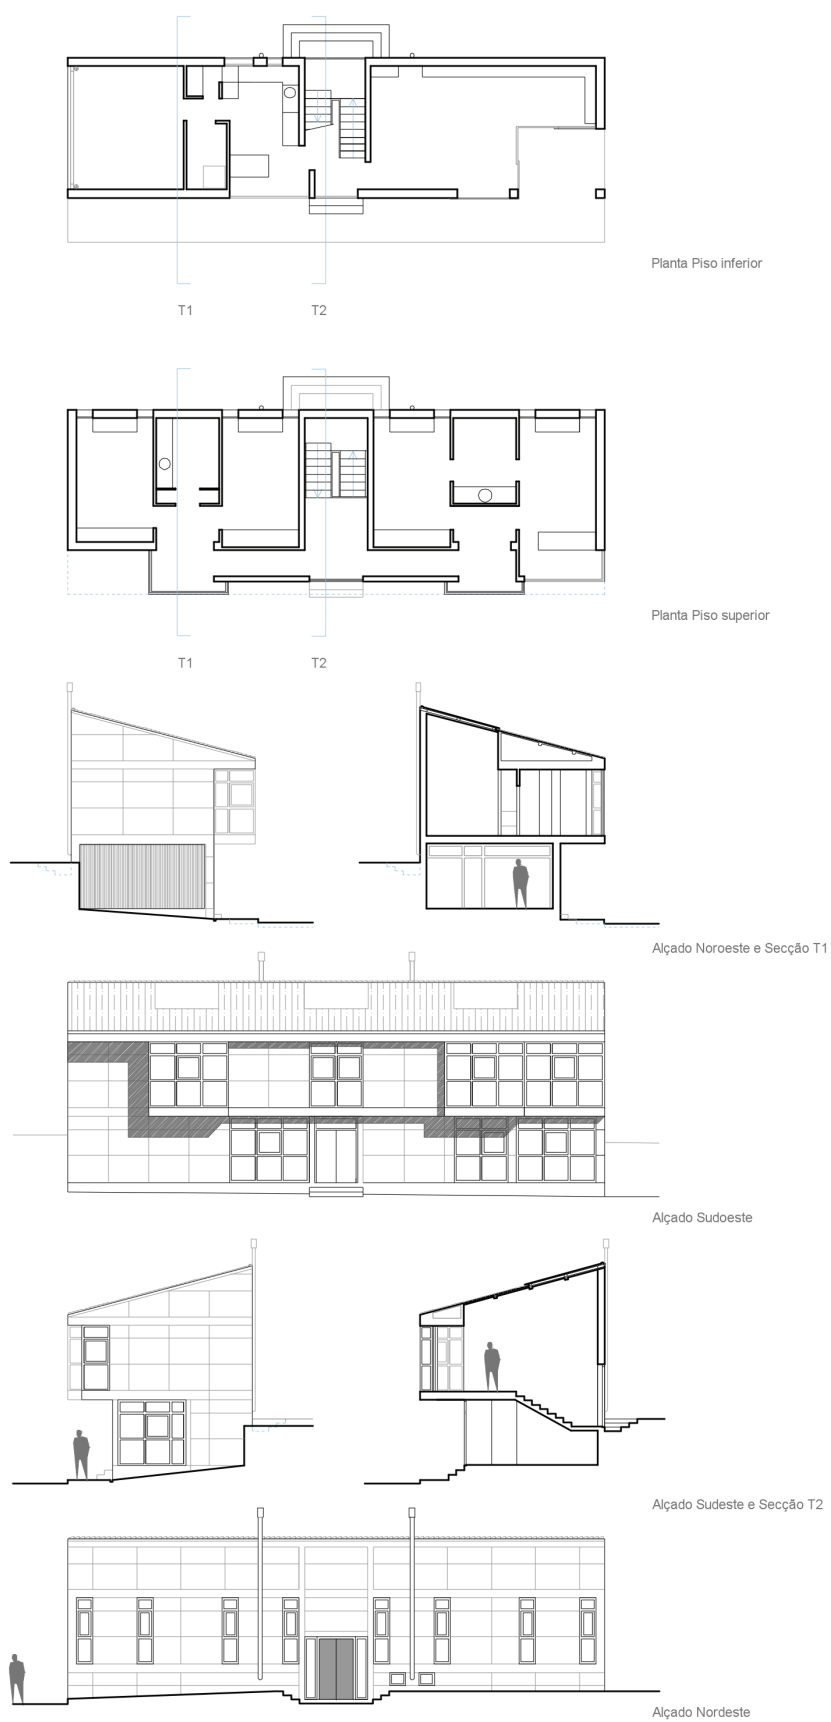 Planta Piso inferior
T1
T2
Planta Piso superior
T1
T2
Alçado Noroeste e Secção T1
Alçado Sudoeste
Alçado Sudeste e Secção T2
Alçado Nordeste